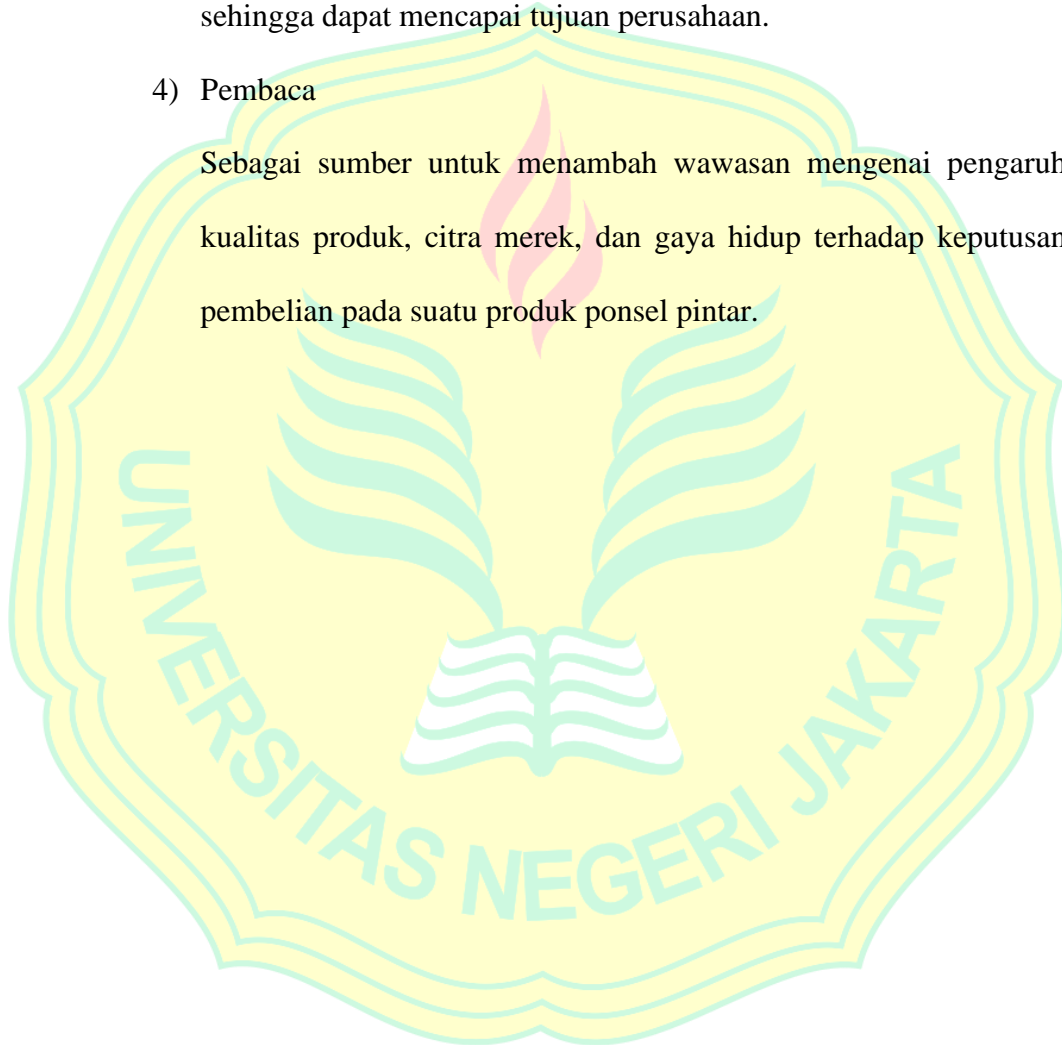 sehingga dapat mencapai tujuan perusahaan.
4) Pembaca
Sebagai sumber untuk menambah wawasan mengenai pengaruh
kualitas produk, citra merek, dan gaya hidup terhadap keputusan
pembelian pada suatu produk ponsel pintar.
UNIVERSITAS NEGERI JAKARTA